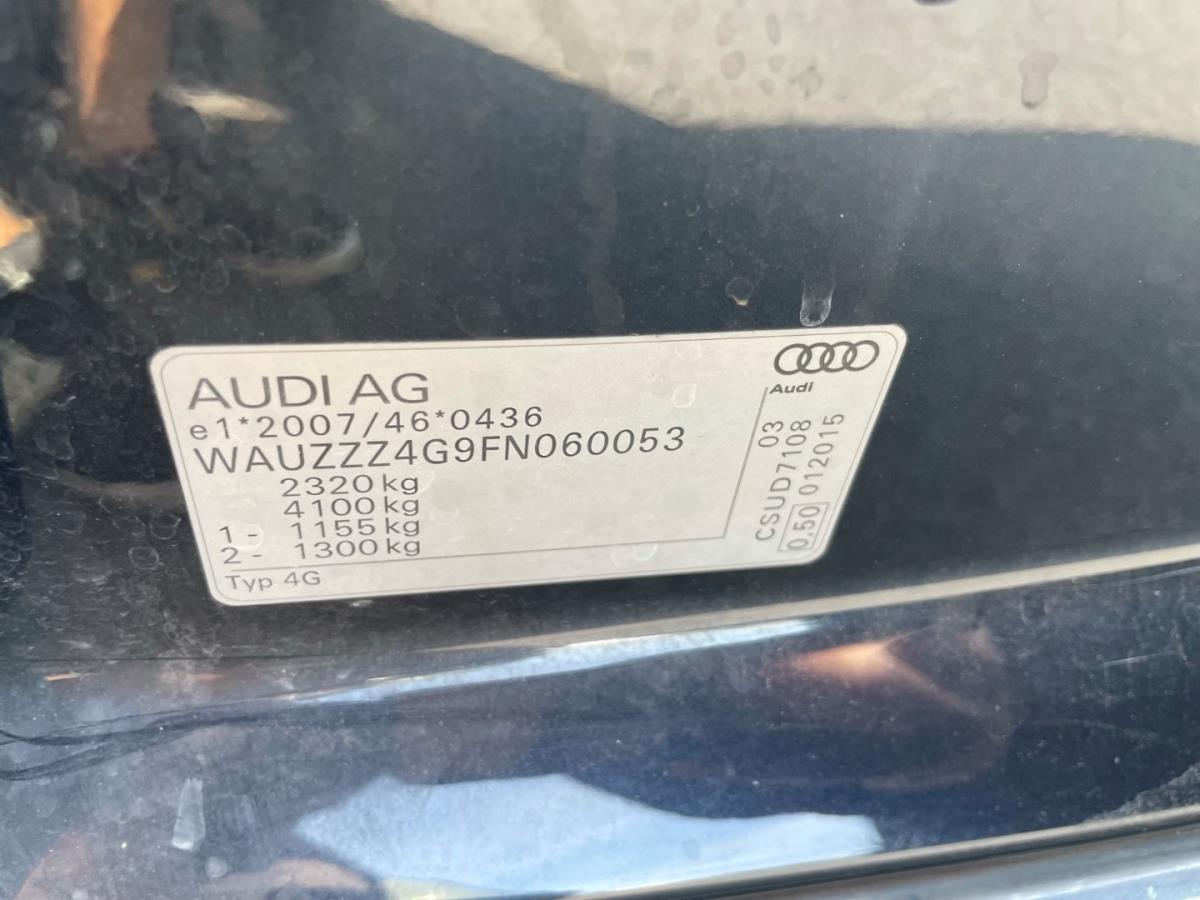 AUDI AG
e1*2007/46*0436
WAUZZZ4G9FN060053
2320 kg
4100 kg
1 - 1155 kg
2 - 1300 kg
Typ 4G
Audi
03
CSUD7108
0,50 012015